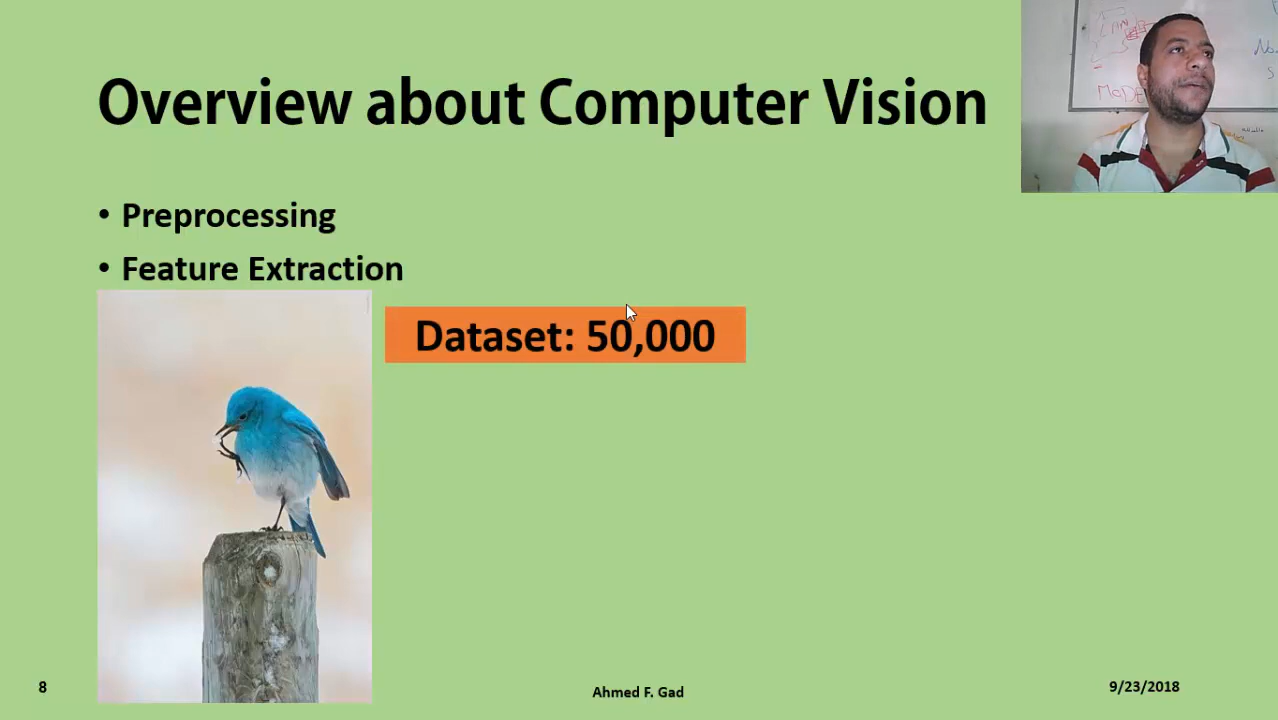 Overview about Computer Vision
• Preprocessing
• Feature Extraction
Dataset: 50,000
8
Ahmed F. Gad
9/23/2018